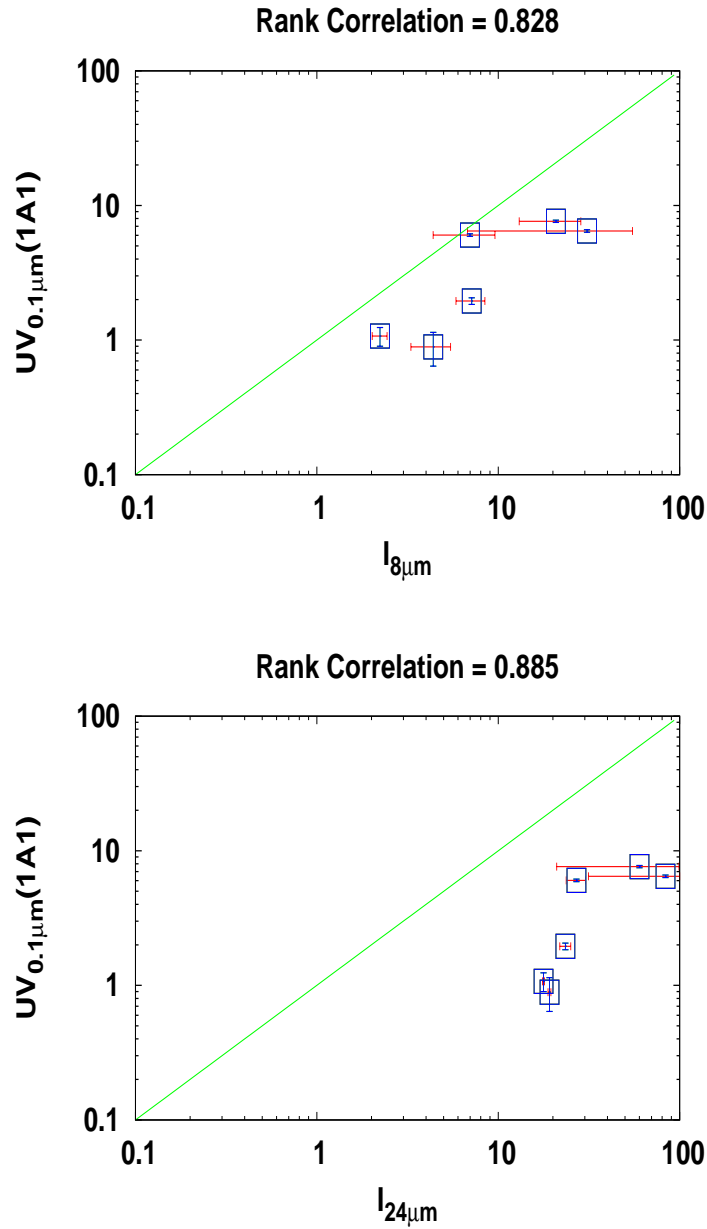 Rank Correlation = 0.828
100
10
1
0.1
UV0.1μm(1A1)
0.1 1 10 100
I8μm
Rank Correlation = 0.885
100
10
1
0.1
UV0.1μm(1A1)
0.1 1 10 100
I24μm